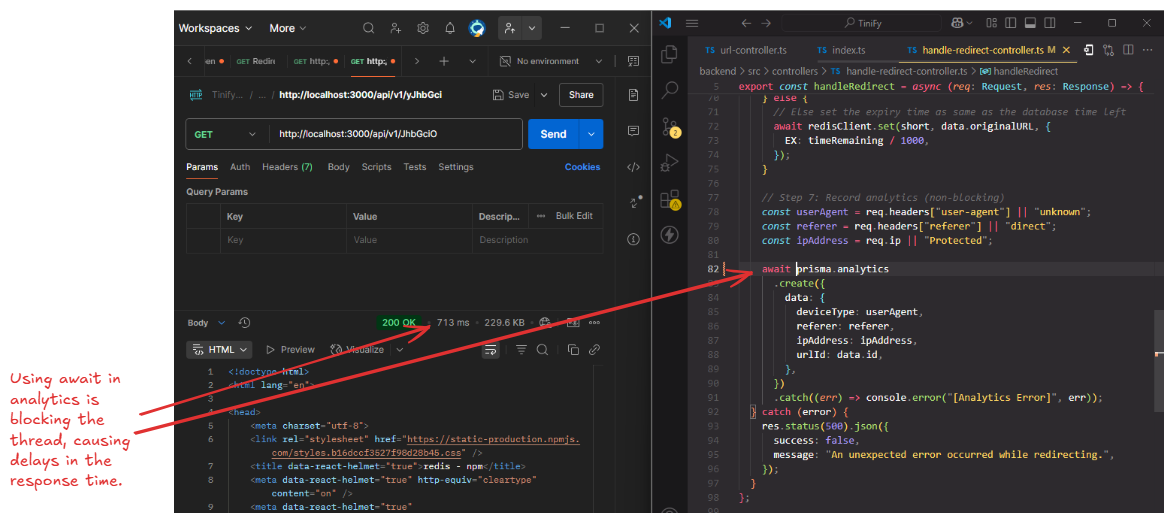 Workspaces
More
en
GET Redin
GET http:,
GET http:,
No environment
HTTP
Tinify... / ... / http://localhost:3000/api/v1/yJhbGci
Save
Share
GET
http://localhost:3000/api/v1/JhbGciO
Send
Params Auth Headers (7) Body Scripts Tests Settings
Cookies
Query Params
Key Value Descrip... Bulk Edit
Key Value Description
Body
200 OK • 713 ms • 229.6 KB
HTML
Preview
Visualize
1 <!doctype html>
2 <html lang="en">
3
4 <head>
5 <meta charset="utf-8">
6 <link rel="stylesheet" href="https://static-production.npmjs.
com/styles.b16dccf3527f98d28b45.css" />
7 <title data-react-helmet="true">redis - npm</title>
8 <meta data-react-helmet="true" http-equiv="cleartype"
content="on" />
9 <meta data-react-helmet="true"
Using await in
analytics is
blocking the
thread, causing
delays in the
response time.
TiniFy
TS url-controller.ts
TS index.ts
TS handle-redirect-controller.ts M
backend > src > controllers > TS handle-redirect-controller.ts > handleRedirect
5 export const handleRedirect = async (req: Request, res: Response) => {
70 } else {
71 // Else set the expiry time as same as the database time left
72 await redisClient.set(short, data.originalURL, {
73 EX: timeRemaining / 1000,
74 });
75 }
76
77 // Step 7: Record analytics (non-blocking)
78 const userAgent = req.headers["user-agent"] || "unknown";
79 const referer = req.headers["referer"] || "direct";
80 const ipAddress = req.ip || "Protected";
81
82 await prisma.analytics
83 .create({
84 data: {
85 deviceType: userAgent,
86 referer: referer,
87 ipAddress: ipAddress,
88 urlId: data.id,
89 },
90 })
91 .catch((err) => console.error("[Analytics Error]", err));
92 } catch (error) {
93 res.status(500).json({
94 success: false,
95 message: "An unexpected error occurred while redirecting.",
96 });
97 }
98 };
99
2